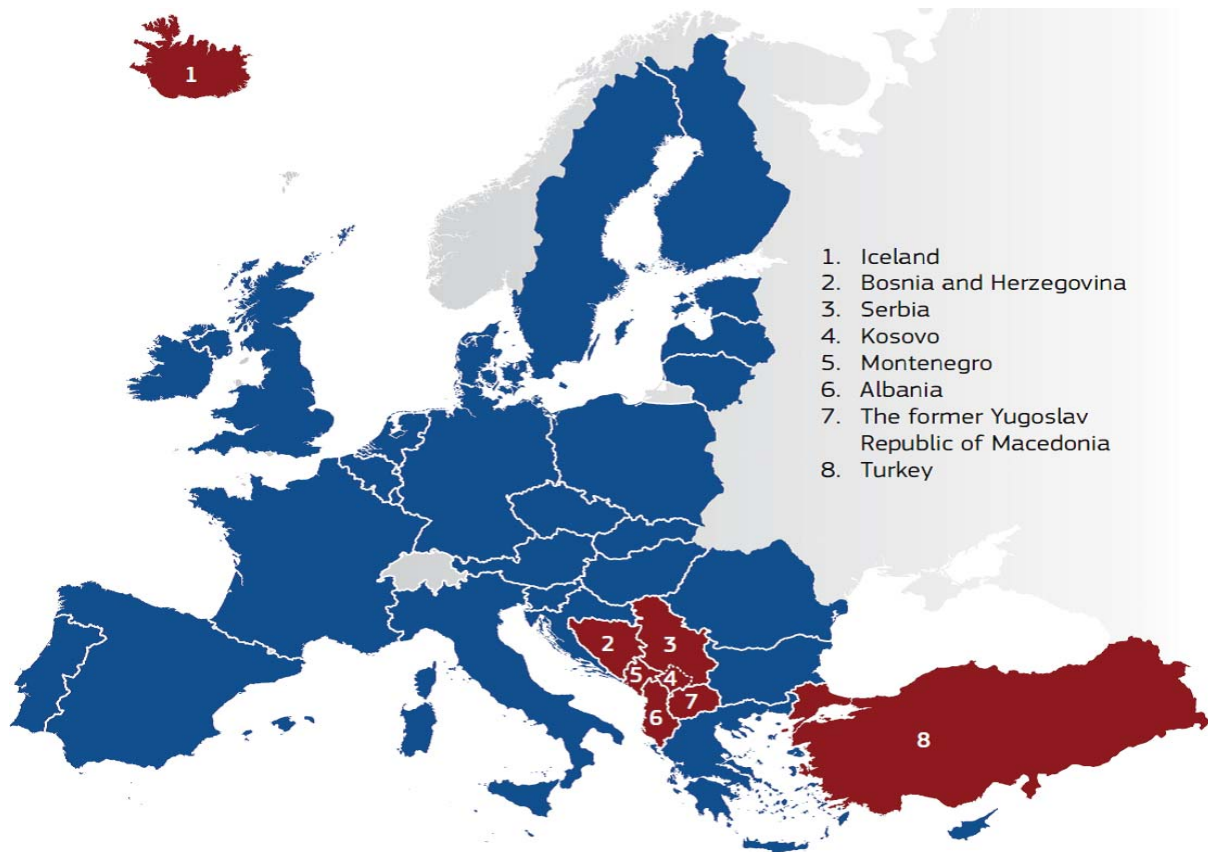 1
1. Iceland
2. Bosnia and Herzegovina
3. Serbia
4. Kosovo
5. Montenegro
6. Albania
7. The former Yugoslav
Republic of Macedonia
8. Turkey
2
3
5
4
7
6
8